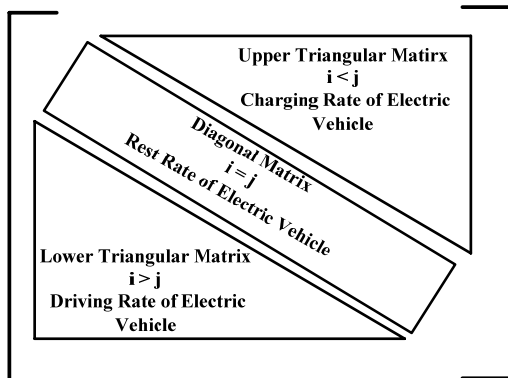 Upper Triangular Matirx
i < j
Charging Rate of Electric
Vehicle
Diagonal Matrix
i = j
Rest Rate of Electric Vehicle
Lower Triangular Matrix
i > j
Driving Rate of Electric
Vehicle